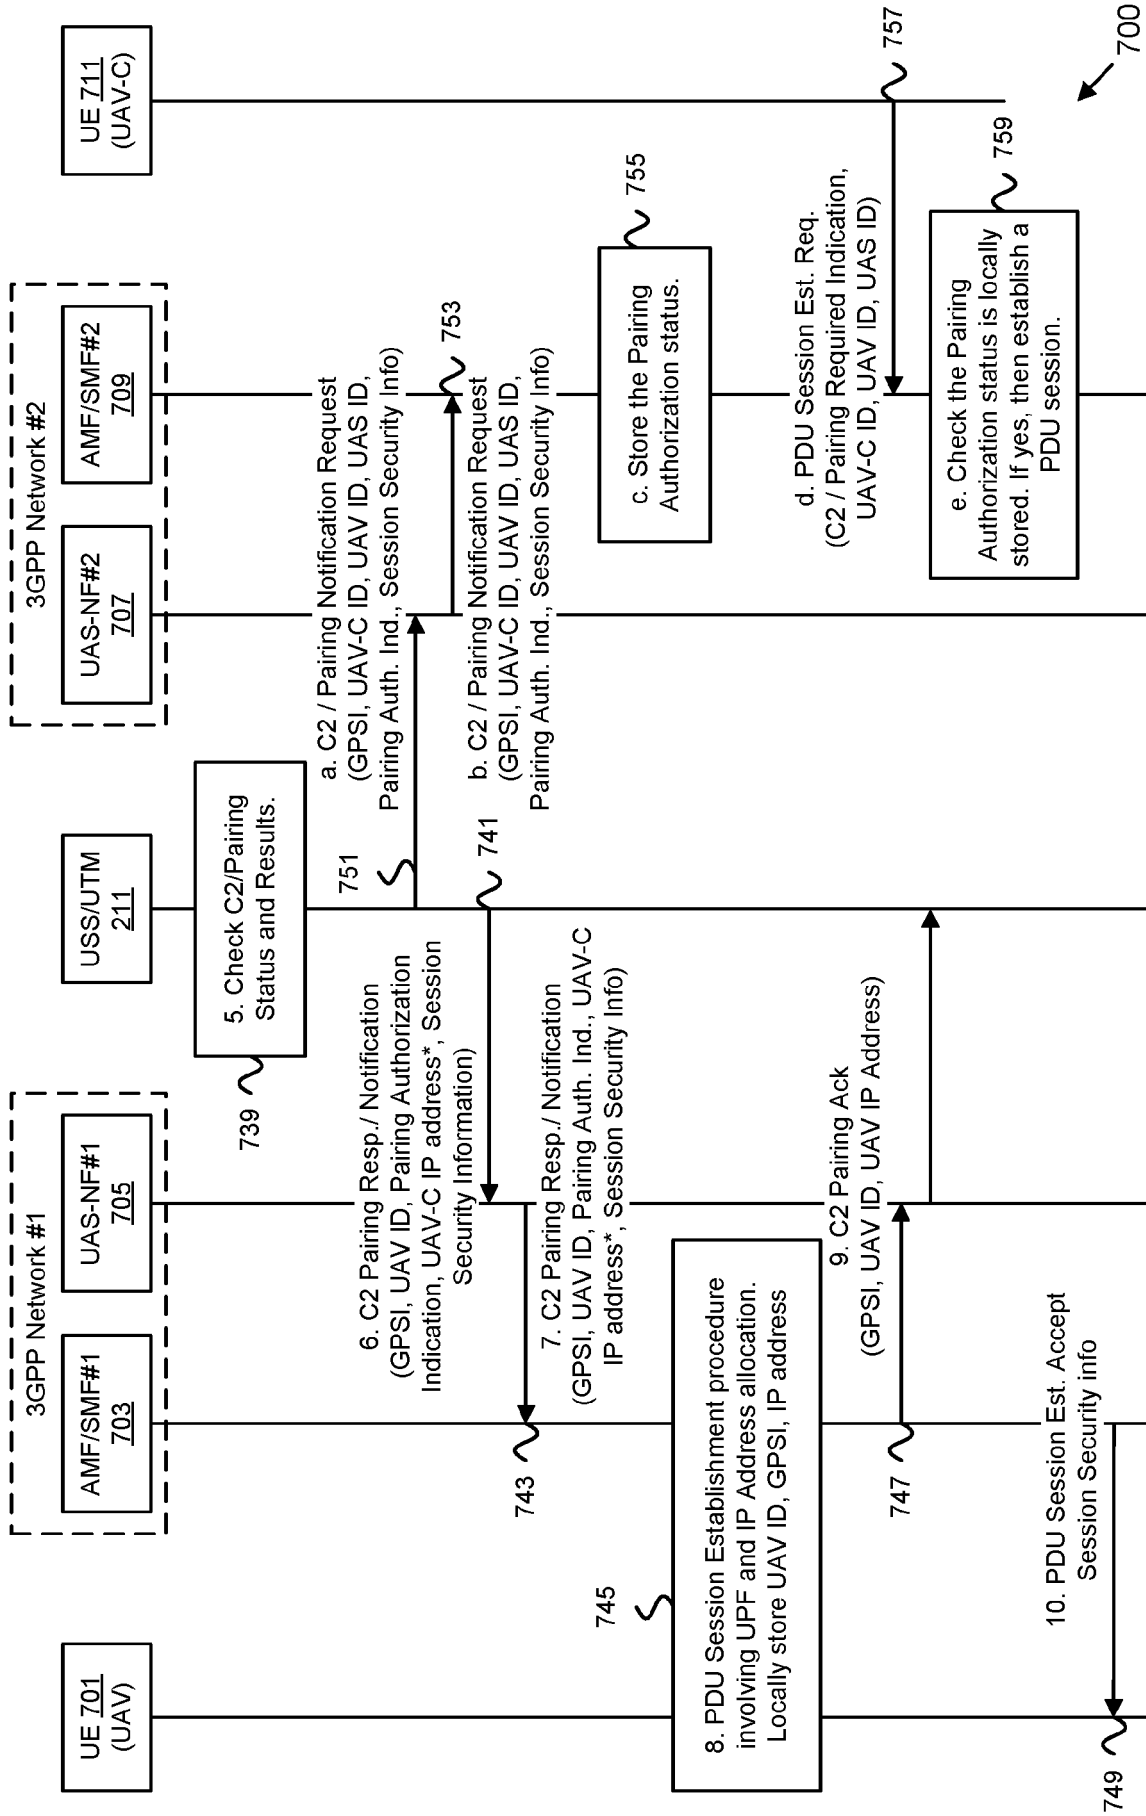 3GPP Network #1
3GPP Network #2
UE 701
(UAV)
AMF/SMF#1
703
UAS-NF#1
705
USS/UTM
211
UAS-NF#2
707
AMF/SMF#2
709
UE 711
(UAV-C)
5. Check C2/Pairing
Status and Results.
739
a. C2 / Pairing Notification Request
(GPSI, UAV-C ID, UAV ID, UAS ID,
Pairing Auth. Ind., Session Security Info)
751
b. C2 / Pairing Notification Request
(GPSI, UAV-C ID, UAV ID, UAS ID,
Pairing Auth. Ind., Session Security Info)
753
6. C2 Pairing Resp./ Notification
(GPSI, UAV ID, Pairing Authorization
Indication, UAV-C IP address*, Session
Security Information)
741
7. C2 Pairing Resp./ Notification
(GPSI, UAV ID, Pairing Auth. Ind., UAV-C
IP address*, Session Security Info)
743
c. Store the Pairing
Authorization status.
755
8. PDU Session Establishment procedure
involving UPF and IP Address allocation.
Locally store UAV ID, GPSI, IP address
745
d. PDU Session Est. Req.
(C2 / Pairing Required Indication,
UAV-C ID, UAV ID, UAS ID)
757
9. C2 Pairing Ack
(GPSI, UAV ID, UAV IP Address)
747
e. Check the Pairing
Authorization status is locally
stored. If yes, then establish a
PDU session.
759
10. PDU Session Est. Accept
Session Security info
749
700